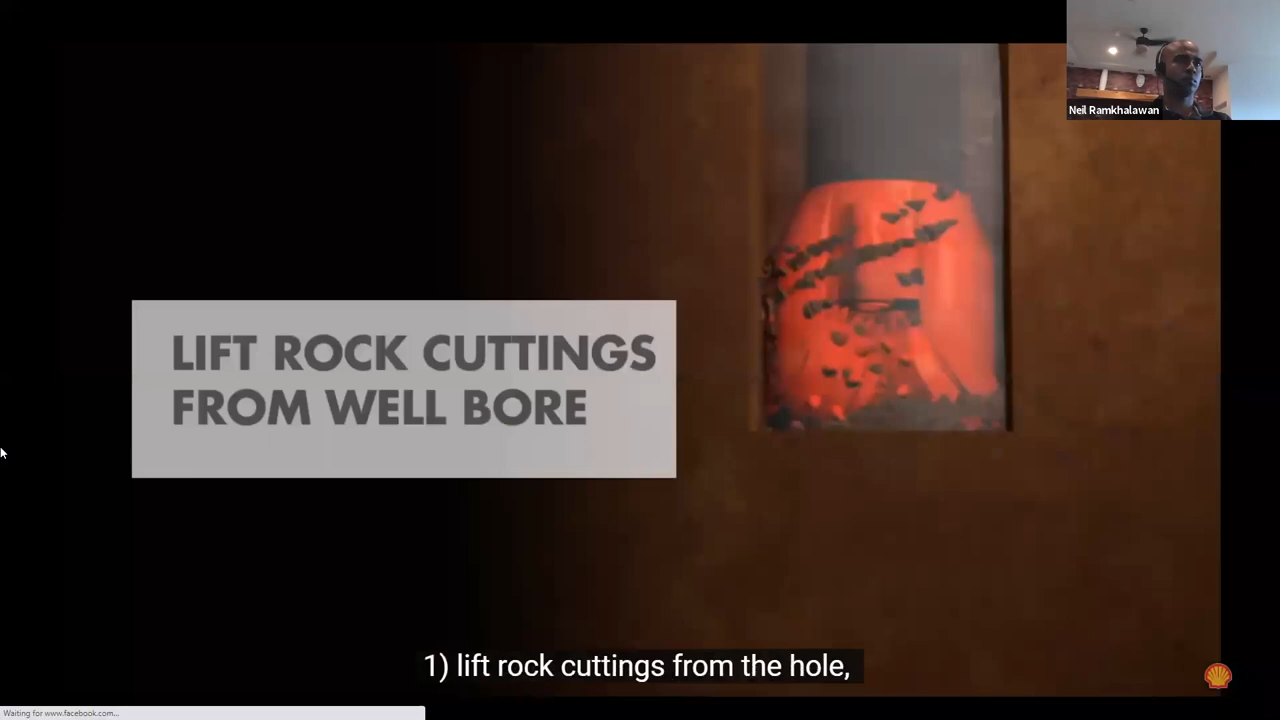 Neil Ramkhalawan
LIFT ROCK CUTTINGS
FROM WELL BORE
1) lift rock cuttings from the hole,
Waiting for www.facebook.com...